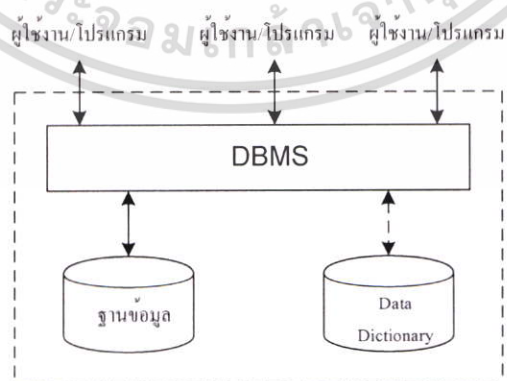 ผู้ใช้งาน/โปรแกรม ผู้ใช้งาน/โปรแกรม ผู้ใช้งาน/โปรแกรม
DBMS
ฐานข้อมูล
Data
Dictionary